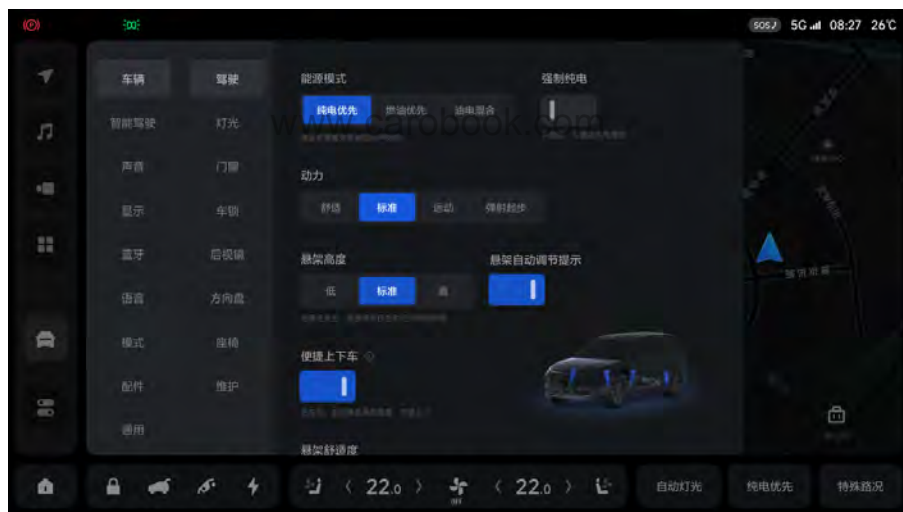 (P)
SOS
5G
08:27
26℃
车辆
驾驶
智能驾驶
灯光
声音
门窗
显示
车锁
蓝牙
后视镜
语言
方向盘
模式
座椅
配件
维护
通用
能源模式
强制纯电
纯电优先
燃油优先
油电混合
www.carobook.com
动力
舒适
标准
运动
弹射起步
悬架高度
悬架自动调节提示
低
标准
高
便捷上下车
悬架舒适度
22.0
OFF
22.0
自动灯光
纯电优先
特殊路况